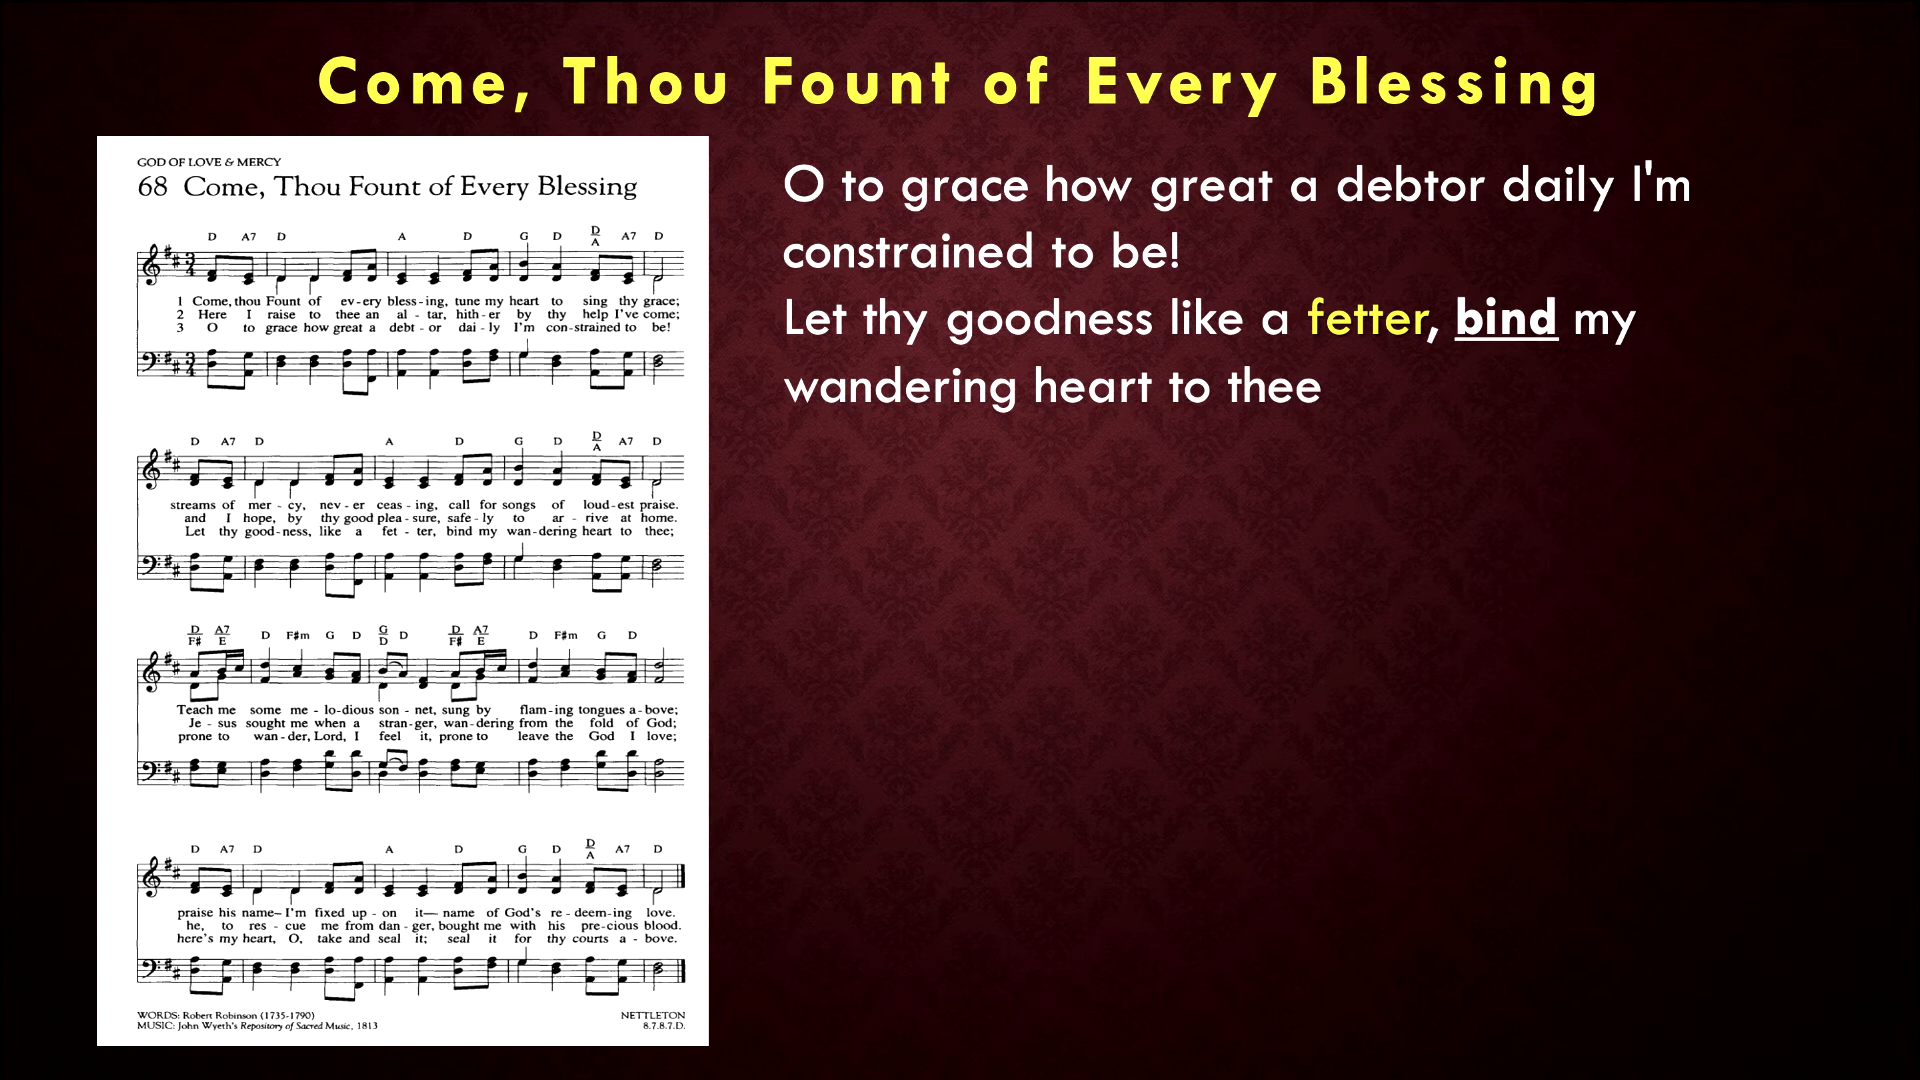 Come, Thou Fount of Every Blessing
GOD OF LOVE & MERCY
68 Come, Thou Fount of Every Blessing
D A7 D A D G D D/A A7 D
1 Come, thou Fount of ev-ery bless-ing, tune my heart to sing thy grace;
2 Here I raise to thee an al-tar, hith-er by thy help I've come;
3 O to grace how great a debt-or dai-ly I'm con-strained to be!
D A7 D A D G D D/A A7 D
streams of mer-cy, nev-er ceas-ing, call for songs of loud-est praise.
and I hope, by thy good plea-sure, safe-ly to ar-rive at home.
Let thy good-ness, like a fet-ter, bind my wan-dering heart to thee;
D/F# A7/E D F#m G D G/D D D/F# A7/E D F#m G D
Teach me some me-lo-dious son-net, sung by flam-ing tongues a-bove;
Je-sus sought me when a stran-ger, wan-dering from the fold of God;
prone to wan-der, Lord, I feel it, prone to leave the God I love;
D A7 D A D G D D/A A7 D
praise his name—I'm fixed up-on it—name of God's re-deem-ing love.
he, to res-cue me from dan-ger, bought me with his pre-cious blood.
here's my heart, O, take and seal it; seal it for thy courts a-bove.
WORDS: Robert Robinson (1735-1790)
MUSIC: John Wyeth's Repository of Sacred Music, 1813
NETTLETON
8.7.8.7.D.
O to grace how great a debtor daily I'm
constrained to be!
Let thy goodness like a fetter, bind my
wandering heart to thee